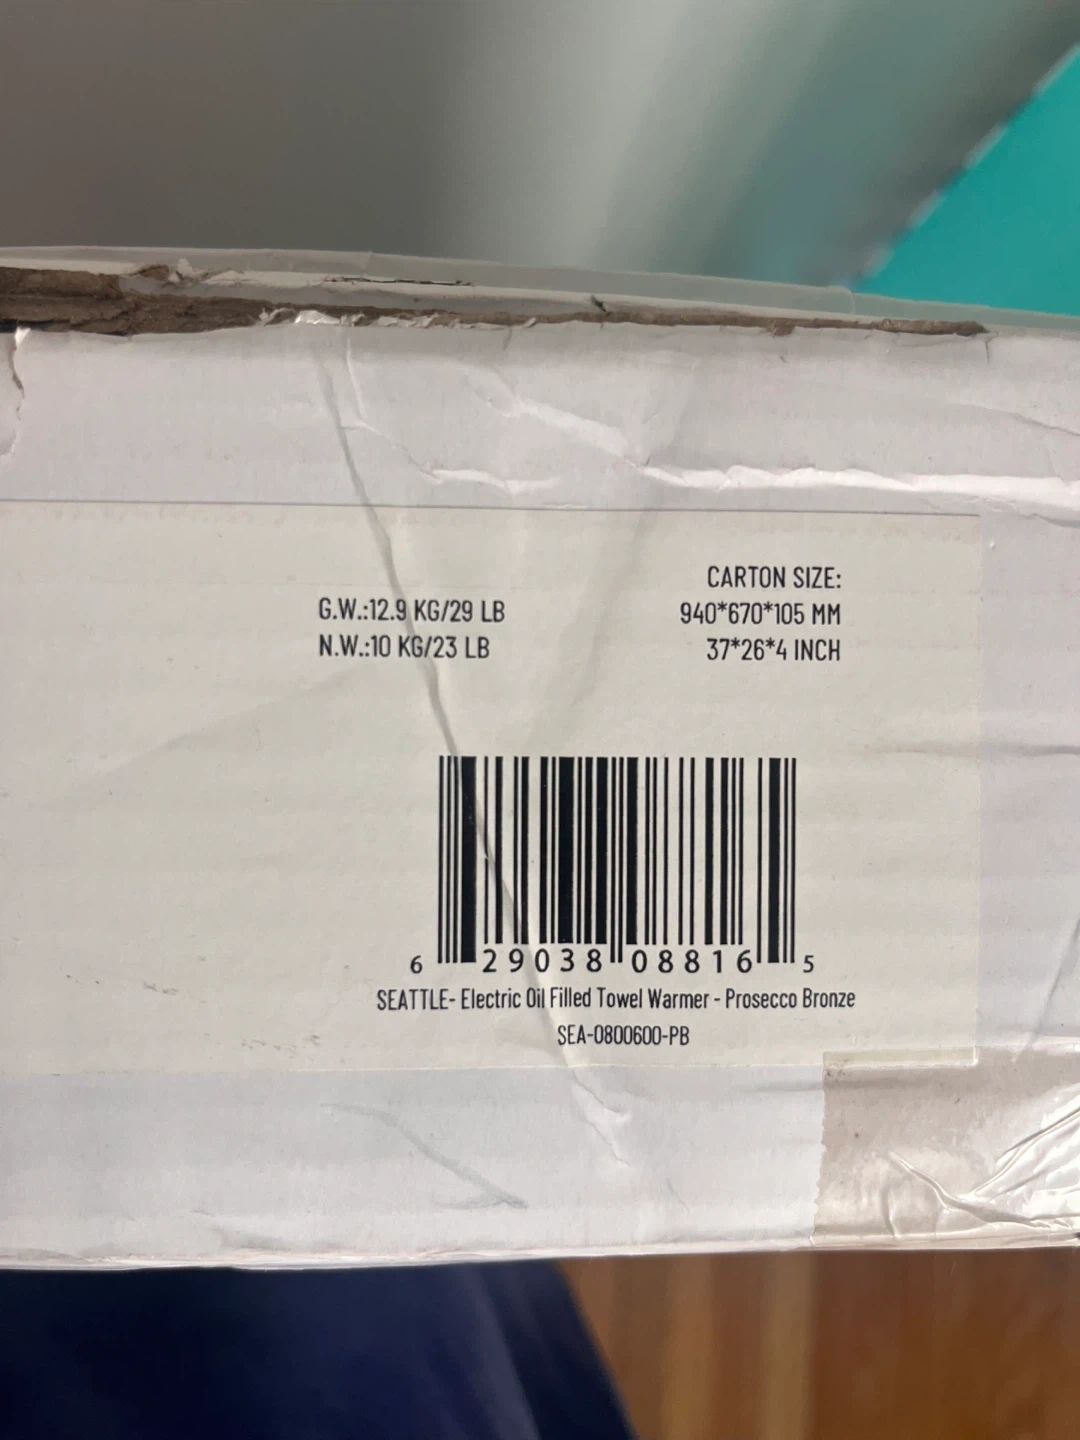 G.W.:12.9 KG/29 LB
N.W.:10 KG/23 LB
CARTON SIZE:
940*670*105 MM
37*26*4 INCH
6 29038 08816 5
SEATTLE- Electric Oil Filled Towel Warmer - Prosecco Bronze
SEA-0800600-PB